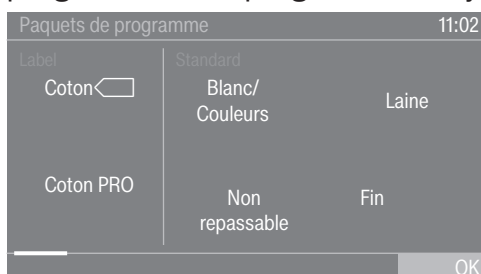 Paquets de programme 11:02
Label Standard
Coton
Blanc/
Couleurs
Laine
Coton PRO
Non
repassable
Fin
OK